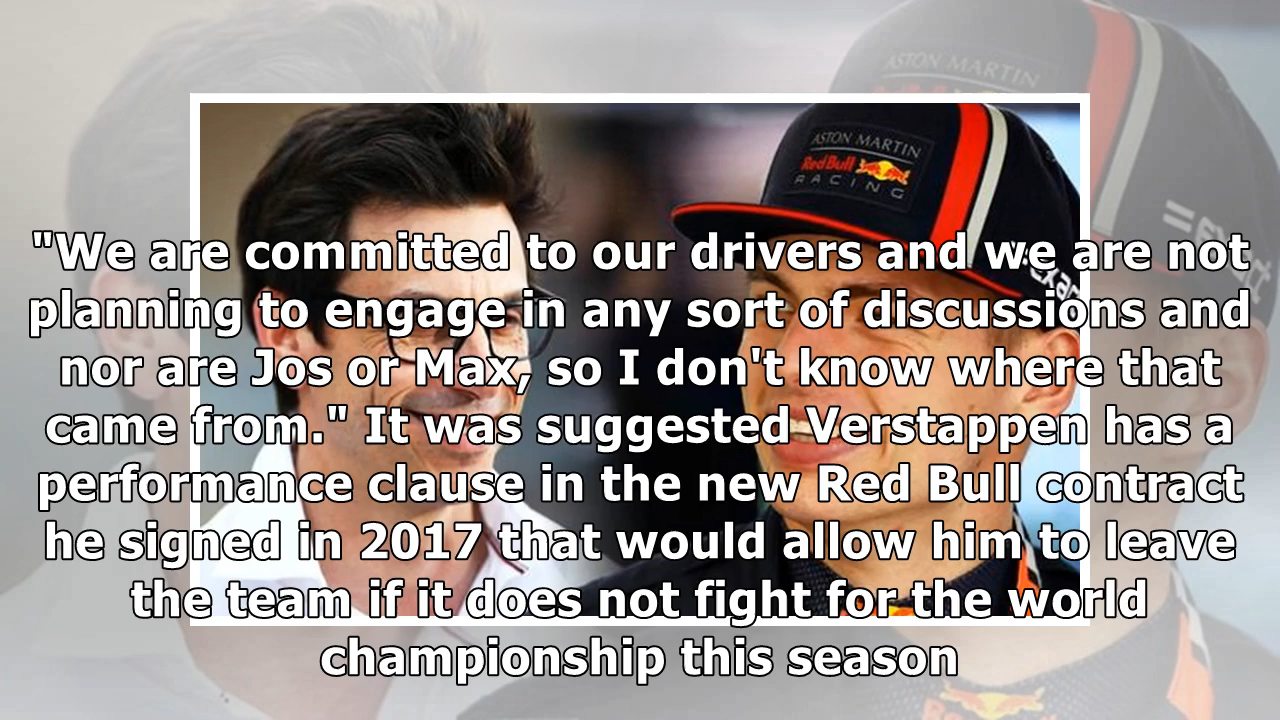 ASTON MARTIN
ASTON MARTIN
Red Bull
RACING
"We are committed to our drivers and we are not
planning to engage in any sort of discussions and
nor are Jos or Max, so I don't know where that
came from." It was suggested Verstappen has a
performance clause in the new Red Bull contract
he signed in 2017 that would allow him to leave
the team if it does not fight for the world
championship this season